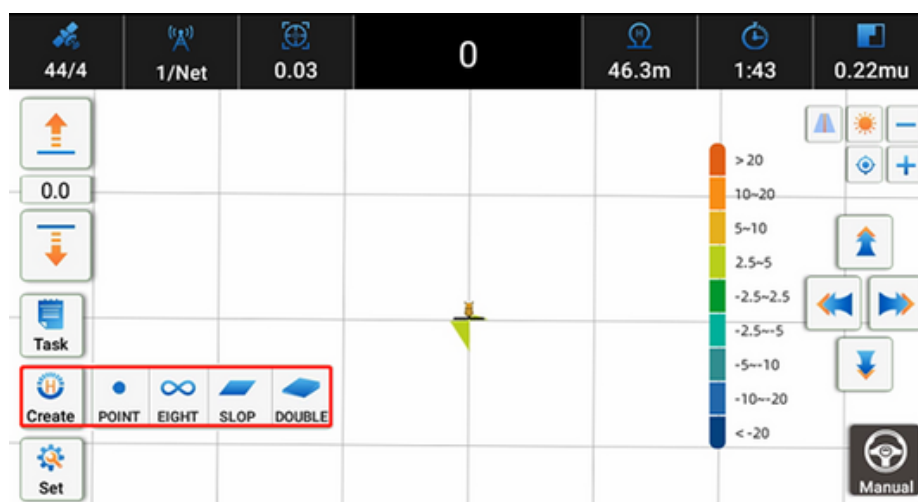 44/4
1/Net
0.03
0
46.3m
1:43
0.22mu
0.0
> 20
10~20
5~10
2.5~5
-2.5~2.5
-2.5~-5
-5~-10
-10~-20
< -20
Task
Create POINT EIGHT SLOP DOUBLE
Set
Manual